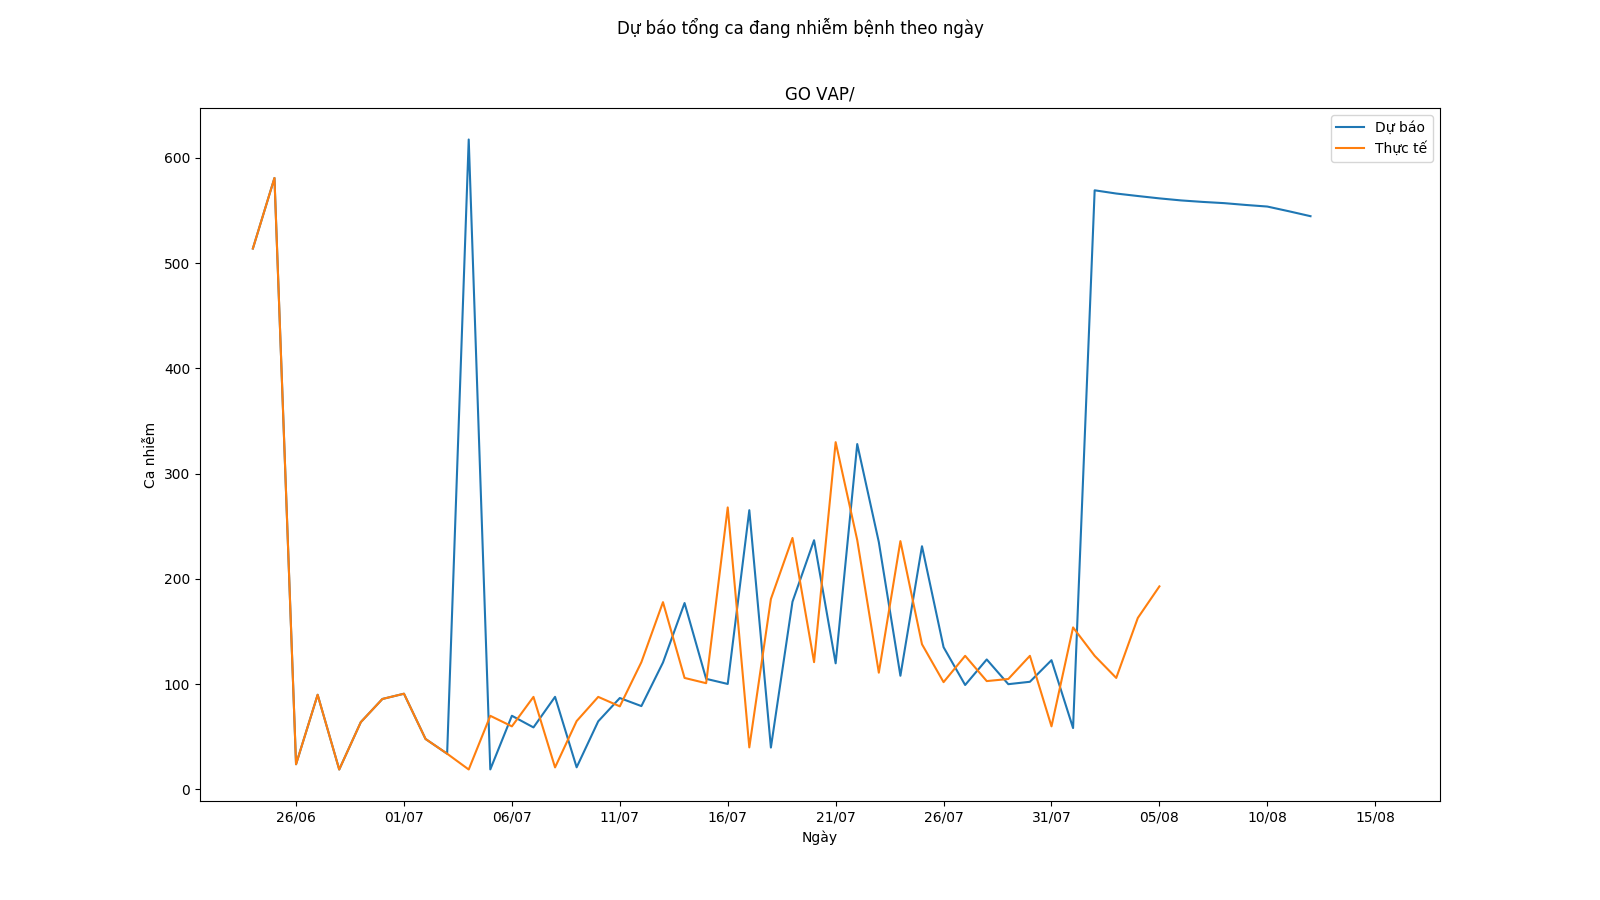 Dự báo tổng ca đang nhiễm bệnh theo ngày
GO VAP/
Dự báo
Thực tế
600
500
400
300
200
100
0
Ca nhiễm
26/06 01/07 06/07 11/07 16/07 21/07 26/07 31/07 05/08 10/08 15/08
Ngày